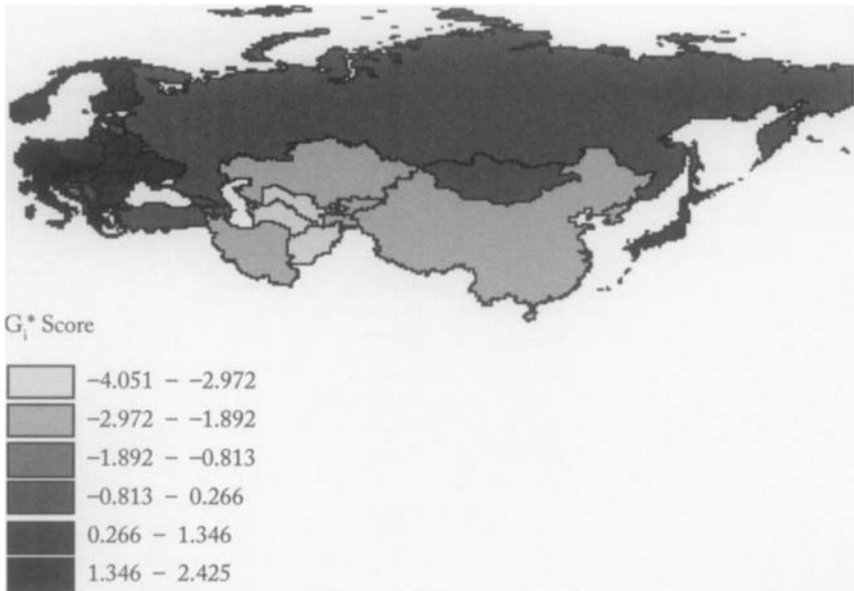 G_i^* Score
−4.051 – −2.972
−2.972 – −1.892
−1.892 – −0.813
−0.813 – 0.266
0.266 – 1.346
1.346 – 2.425